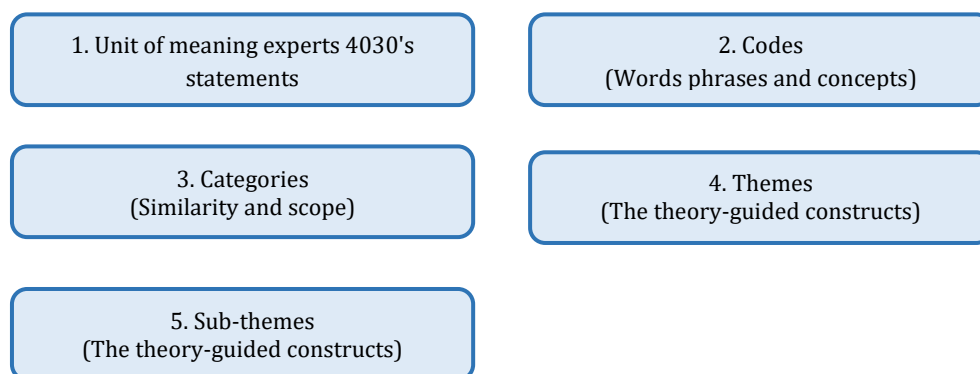 1. Unit of meaning experts 4030's
statements
2. Codes
(Words phrases and concepts)
3. Categories
(Similarity and scope)
4. Themes
(The theory-guided constructs)
5. Sub-themes
(The theory-guided constructs)